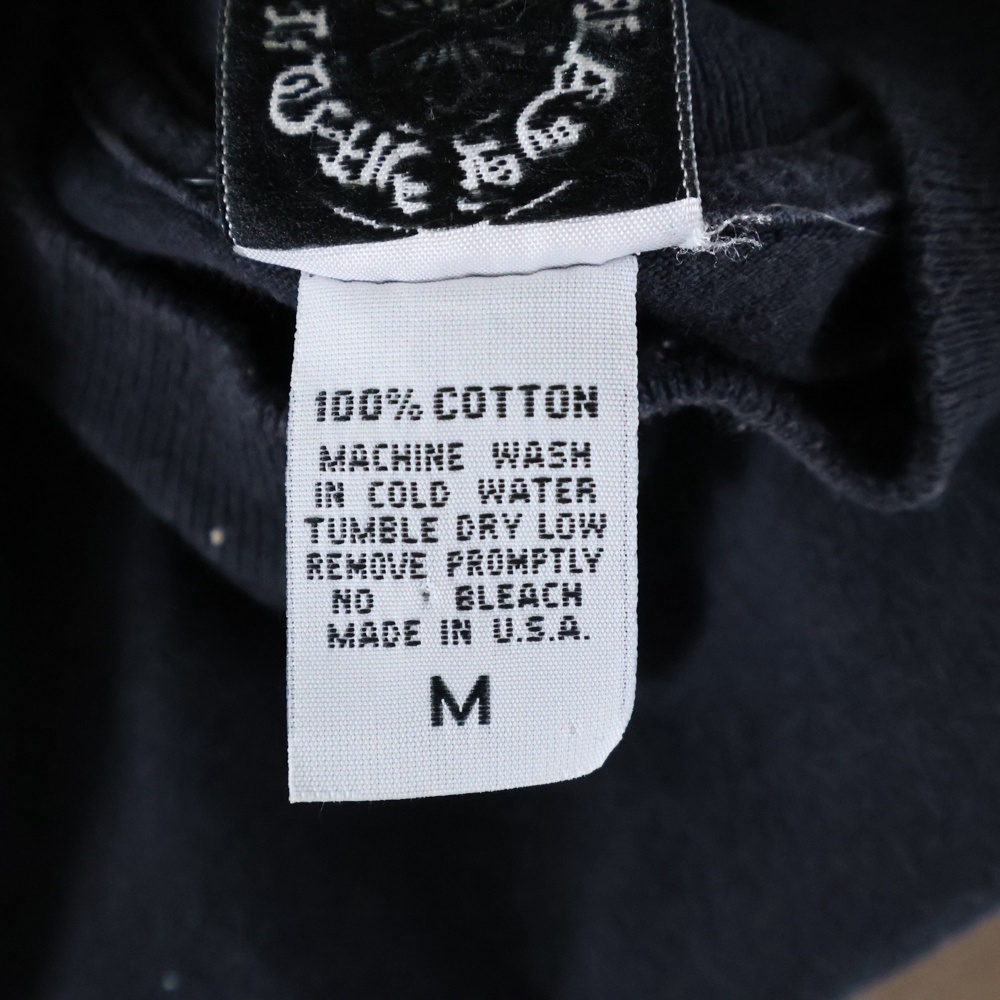 100% COTTON
MACHINE WASH
IN COLD WATER
TUMBLE DRY LOW
REMOVE PROMPTLY
NO BLEACH
MADE IN U.S.A.
M